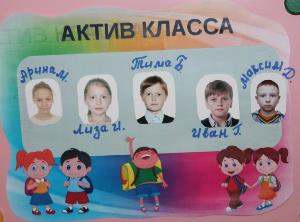 АКТИВ КЛАССА
Арина М.
Лиза И.
Тима Б
Иван Г.
Максим Д.